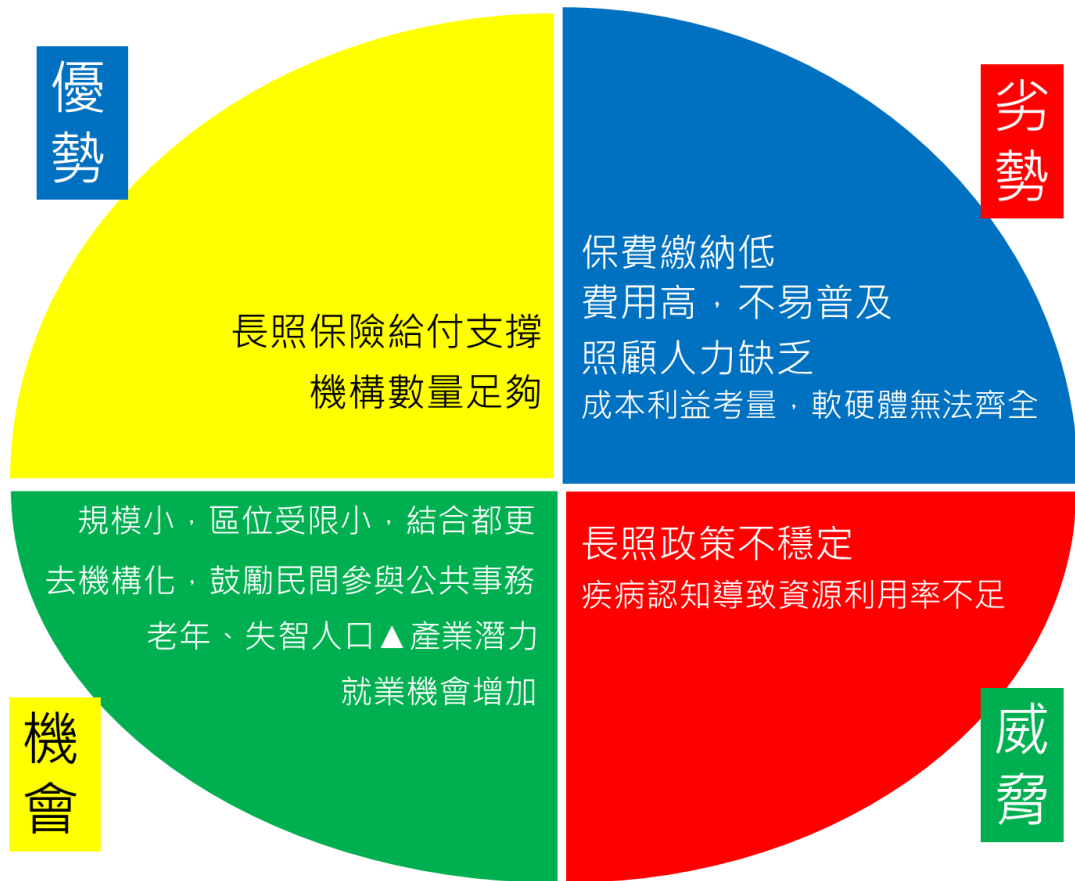 優勢
長照保險給付支撐
機構數量足夠
劣勢
保費繳納低
費用高，不易普及
照顧人力缺乏
成本利益考量，軟硬體無法齊全
機會
規模小，區位受限小，結合都更
去機構化，鼓勵民間參與公共事務
老年、失智人口▲產業潛力
就業機會增加
威脅
長照政策不穩定
疾病認知導致資源利用率不足